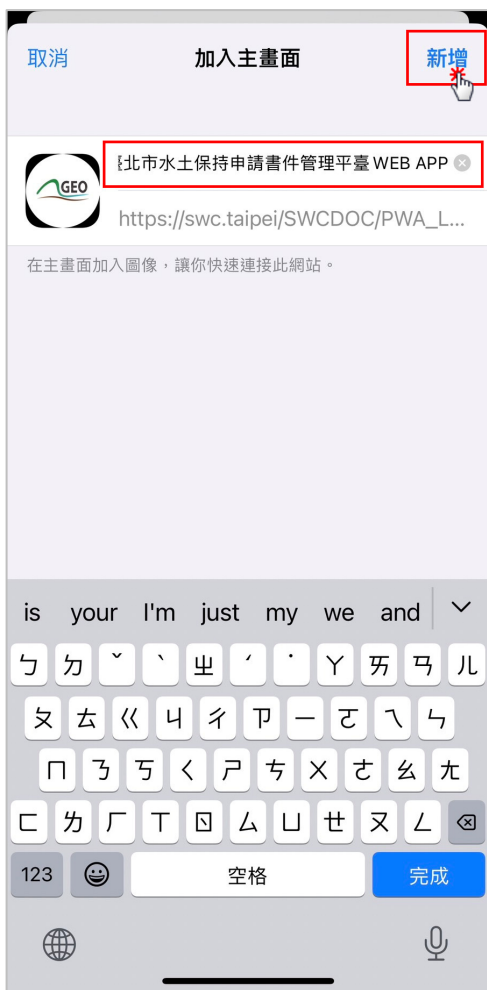 取消 加入主畫面 新增
GEO 臺北市水土保持申請書件管理平臺 WEB APP
https://swc.taipei/SWCDOC/PWA_L...
在主畫面加入圖像，讓你快速連接此網站。
is your I'm just my we and
ㄅ ㄉ ˇ ˋ ㄓ ˊ ˙ ㄚ ㄞ ㄢ ㄦ
ㄆ ㄊ ㄍ ㄐ ㄔ ㄗ ㄧ ㄛ ㄟ ㄣ
ㄇ ㄋ ㄎ ㄑ ㄕ ㄘ ㄨ ㄜ ㄠ ㄤ
ㄈ ㄌ ㄏ ㄒ ㄖ ㄙ ㄩ ㄝ ㄡ ㄥ
123 空格 完成